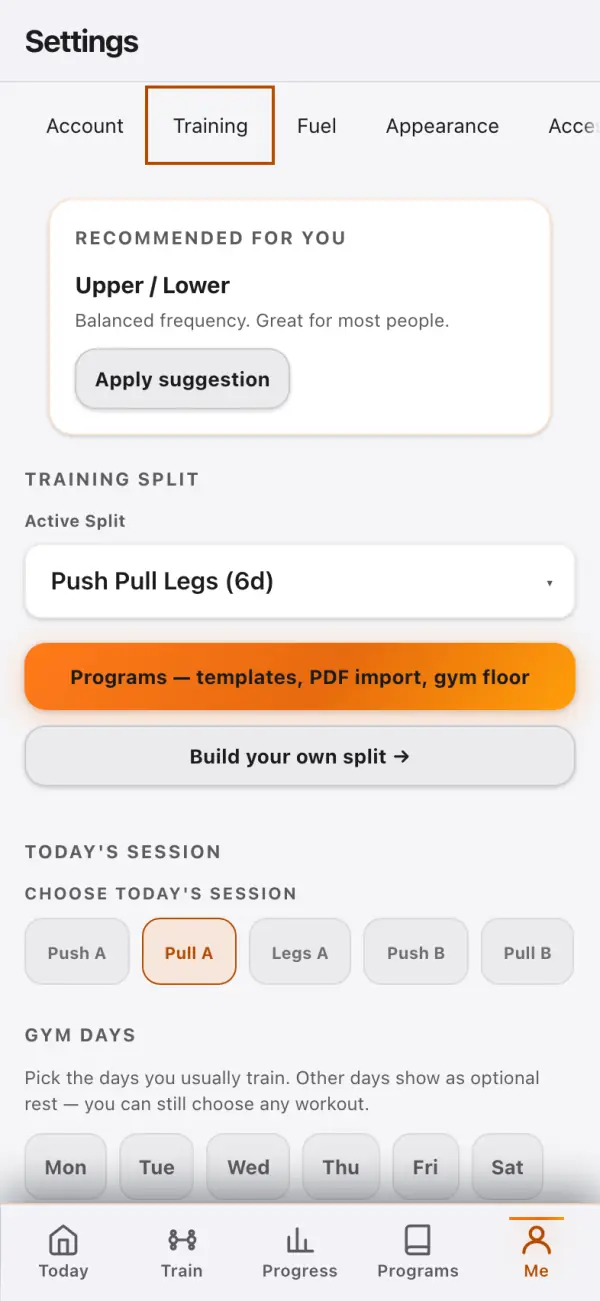 Settings
Account Training Fuel Appearance Acces
RECOMMENDED FOR YOU
Upper / Lower
Balanced frequency. Great for most people.
Apply suggestion
TRAINING SPLIT
Active Split
Push Pull Legs (6d)
Programs — templates, PDF import, gym floor
Build your own split →
TODAY'S SESSION
CHOOSE TODAY'S SESSION
Push A Pull A Legs A Push B Pull B
GYM DAYS
Pick the days you usually train. Other days show as optional
rest — you can still choose any workout.
Mon Tue Wed Thu Fri Sat
Today Train Progress Programs Me